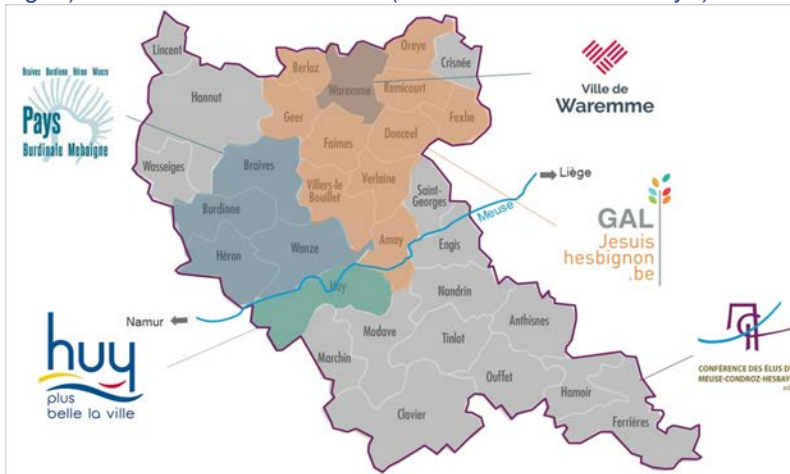 Lincent
Hannut
Wasseiges
Berloz
Waremme
Oreye
Crisnée
Remicourt
Geer
Fexhe
Faimes
Donceel
Braives
Villers-le
Bouillet
Verlaine
Saint-
Georges
Burdinne
Héron
Wanze
Amay
Engis
Huy
Nandrin
Modave
Marchin
Tinlot
Anthisnes
Ouffet
Hamoir
Clavier
Ferrières
Meuse
Liège
Namur
Braives Burdinne Héron Wanze
Pays
Burdinale Mehaigne
Ville de
Waremme
GAL
Jesuis
hesbignon
.be
huy
plus
belle la ville
CONFÉRENCE DES ÉLUS DE
MEUSE-CONDROZ-HESBAY